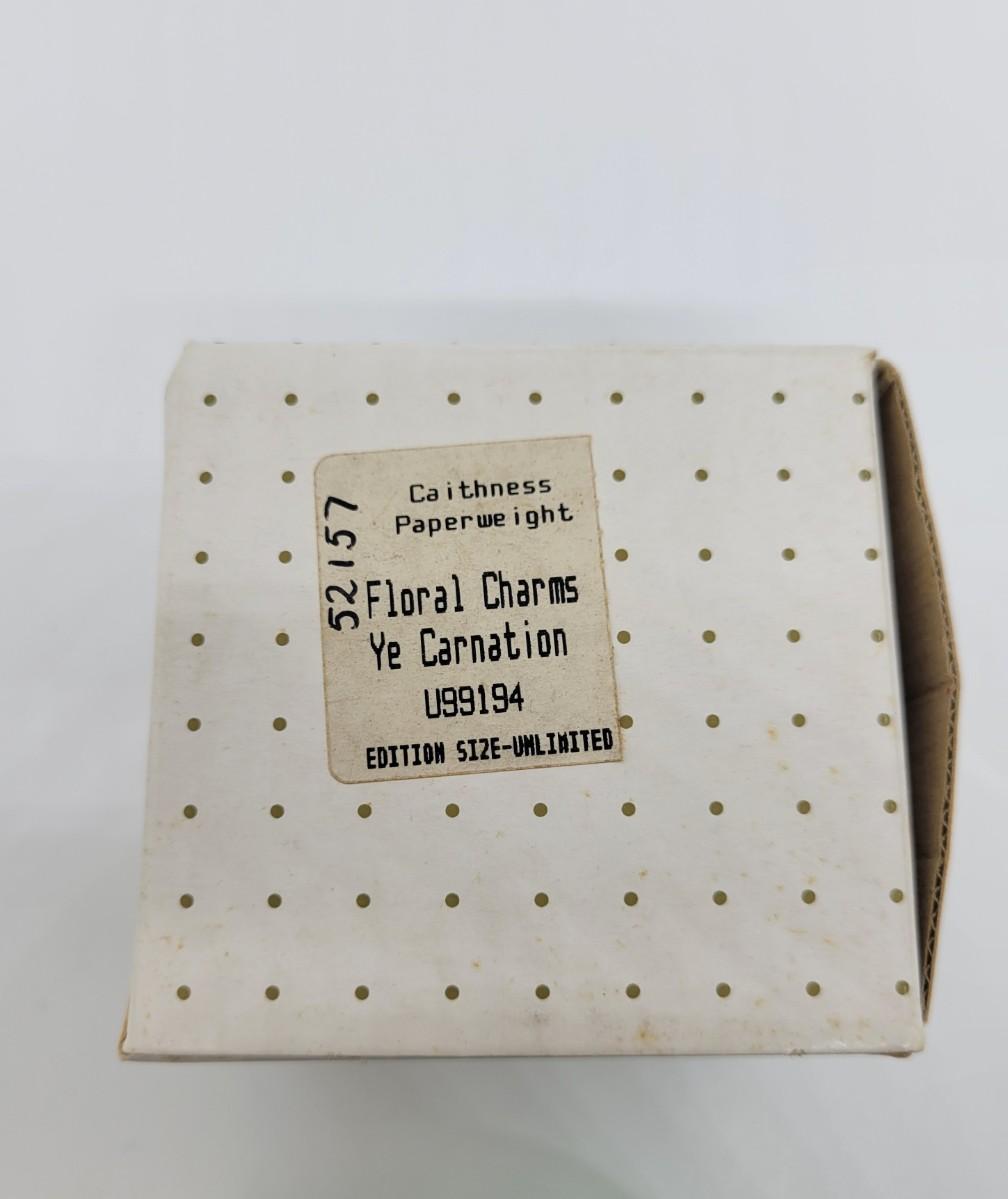 52157
Caithness
Paperweight
Floral Charms
Ye Carnation
U99194
EDITION SIZE-UNLIMITED